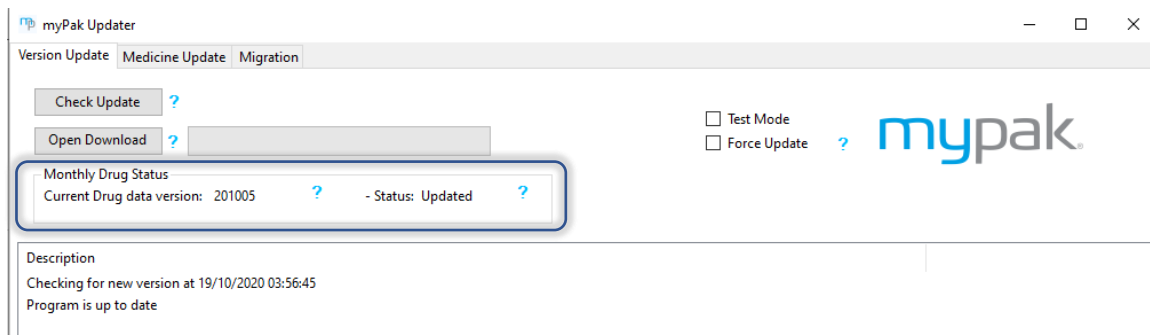 myPak Updater
Version Update Medicine Update Migration
Check Update ?
Test Mode
Open Download ? Force Update ?
mypak
Monthly Drug Status
Current Drug data version: 201005 ? - Status: Updated ?
Description
Checking for new version at 19/10/2020 03:56:45
Program is up to date